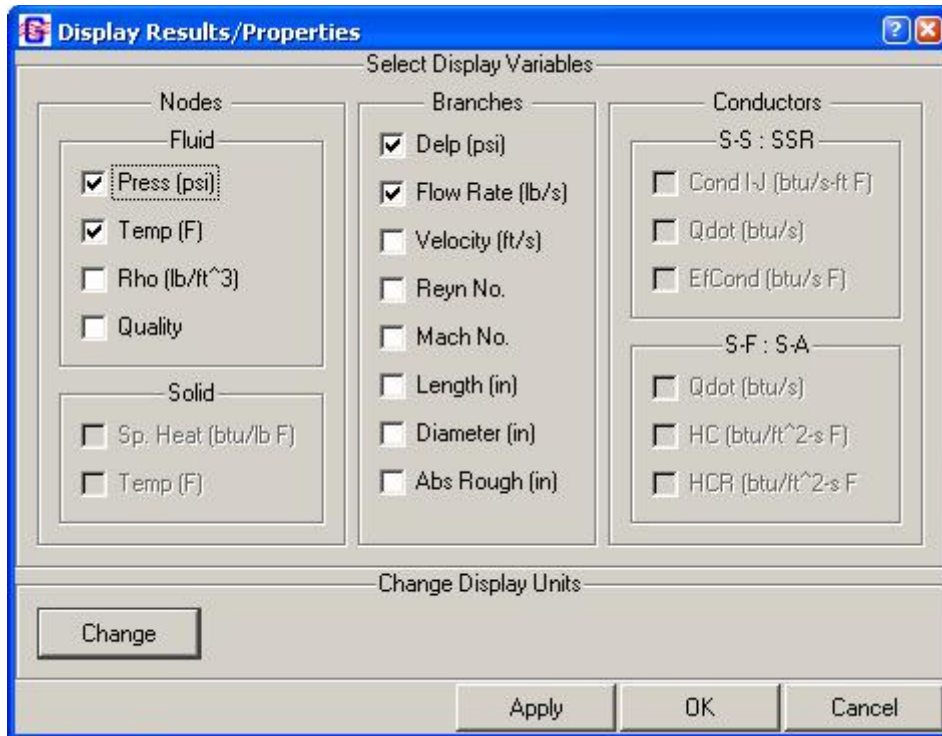 Display Results/Properties
Select Display Variables
Nodes
Fluid
Press (psi)
Temp (F)
Rho (lb/ft^3)
Quality
Solid
Sp. Heat (btu/lb F)
Temp (F)
Branches
Delp (psi)
Flow Rate (lb/s)
Velocity (ft/s)
Reyn No.
Mach No.
Length (in)
Diameter (in)
Abs Rough (in)
Conductors
S-S : SSR
Cond I-J (btu/s-ft F)
Qdot (btu/s)
EfCond (btu/s F)
S-F : S-A
Qdot (btu/s)
HC (btu/ft^2-s F)
HCR (btu/ft^2-s F
Change Display Units
Change
Apply
OK
Cancel